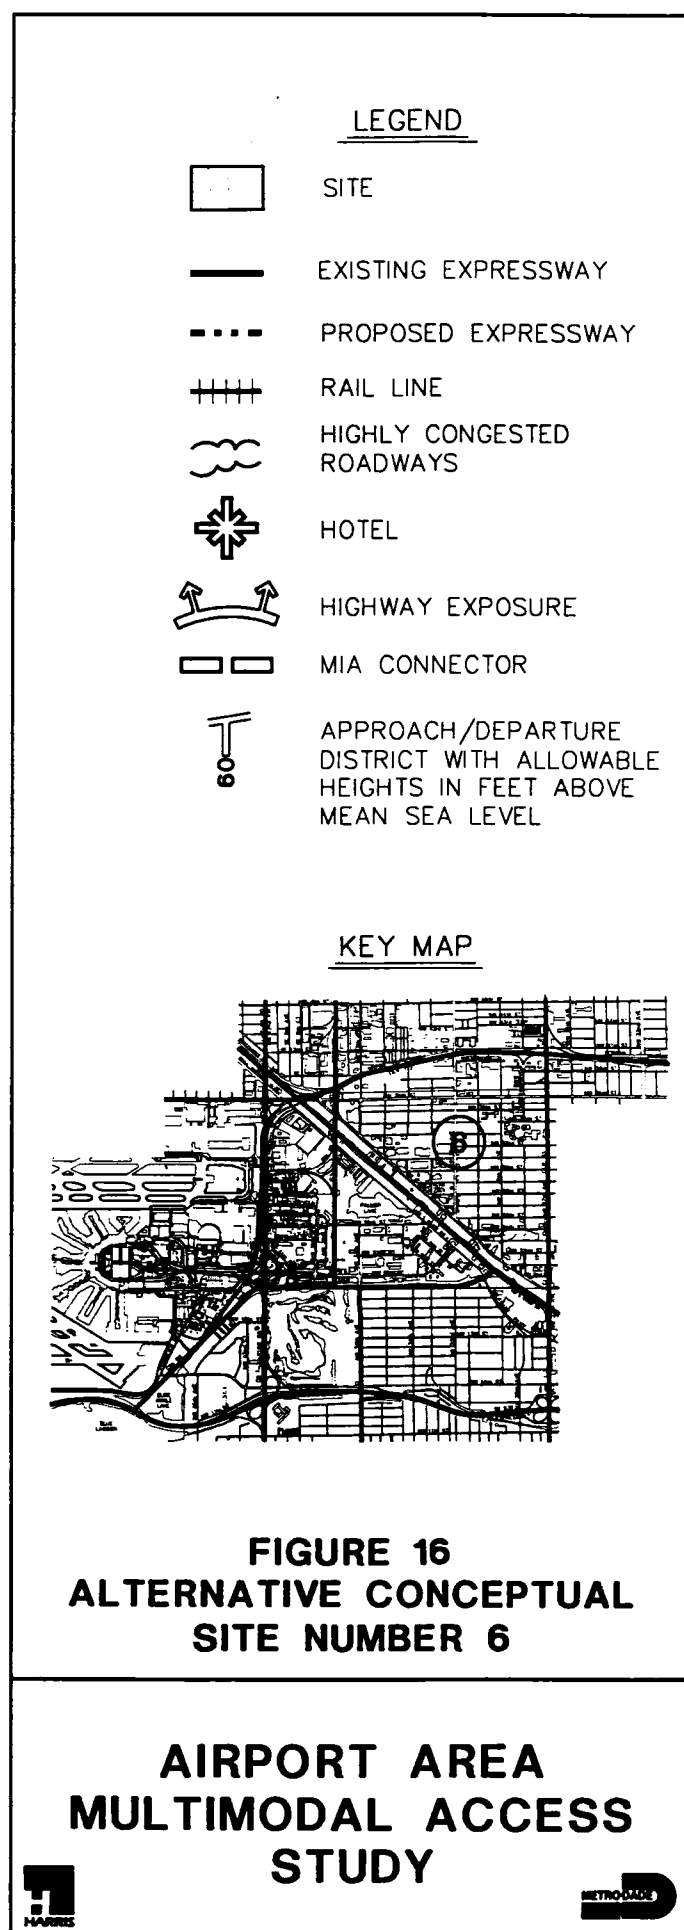 LEGEND
SITE
EXISTING EXPRESSWAY
PROPOSED EXPRESSWAY
RAIL LINE
HIGHLY CONGESTED
ROADWAYS
HOTEL
HIGHWAY EXPOSURE
MIA CONNECTOR
60
APPROACH/DEPARTURE
DISTRICT WITH ALLOWABLE
HEIGHTS IN FEET ABOVE
MEAN SEA LEVEL
KEY MAP
6
FIGURE 16
ALTERNATIVE CONCEPTUAL
SITE NUMBER 6
AIRPORT AREA
MULTIMODAL ACCESS
STUDY
HARRIS
METRODADE